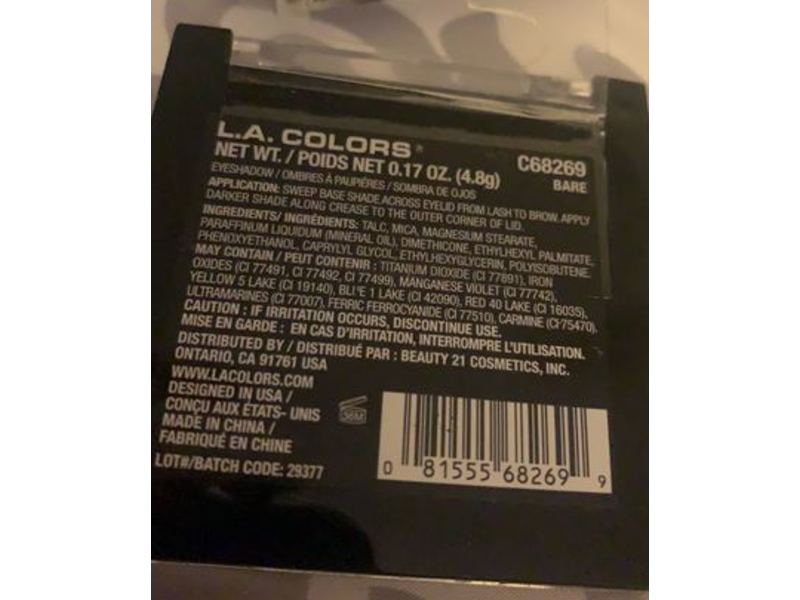 L.A. COLORS®
NET WT. / POIDS NET 0.17 OZ. (4.8g)
C68269
BARE
EYESHADOW / OMBRES À PAUPIÉRES / SOMBRA DE OJOS
APPLICATION: SWEEP BASE SHADE ACROSS EYELID FROM LASH TO BROW. APPLY
DARKER SHADE ALONG CREASE TO THE OUTER CORNER OF LID.
INGREDIENTS/ INGRÉDIENTS: TALC, MICA, MAGNESIUM STEARATE,
PARAFFINUM LIQUIDUM (MINERAL OIL), DIMETHICONE, ETHYLHEXYL PALMITATE,
PHENOXYETHANOL, CAPRYLYL GLYCOL, ETHYLHEXYGLYCERIN, POLYISOBUTENE.
MAY CONTAIN / PEUT CONTENIR : TITANIUM DIOXIDE (CI 77891), IRON
OXIDES (CI 77491, CI 77492, CI 77499), MANGANESE VIOLET (CI 77742),
YELLOW 5 LAKE (CI 19140), BLUE 1 LAKE (CI 42090), RED 40 LAKE (CI 16035),
ULTRAMARINES (CI 77007), FERRIC FERROCYANIDE (CI 77510), CARMINE (CI 75470).
CAUTION : IF IRRITATION OCCURS, DISCONTINUE USE.
MISE EN GARDE : EN CAS D'IRRITATION, INTERROMPRE L'UTILISATION.
DISTRIBUTED BY / DISTRIBUÉ PAR : BEAUTY 21 COSMETICS, INC.
ONTARIO, CA 91761 USA
WWW.LACOLORS.COM
DESIGNED IN USA /
CONÇU AUX ÉTATS- UNIS
MADE IN CHINA /
FABRIQUÉ EN CHINE
LOT#/BATCH CODE: 29377
36M
0 81555 68269 9